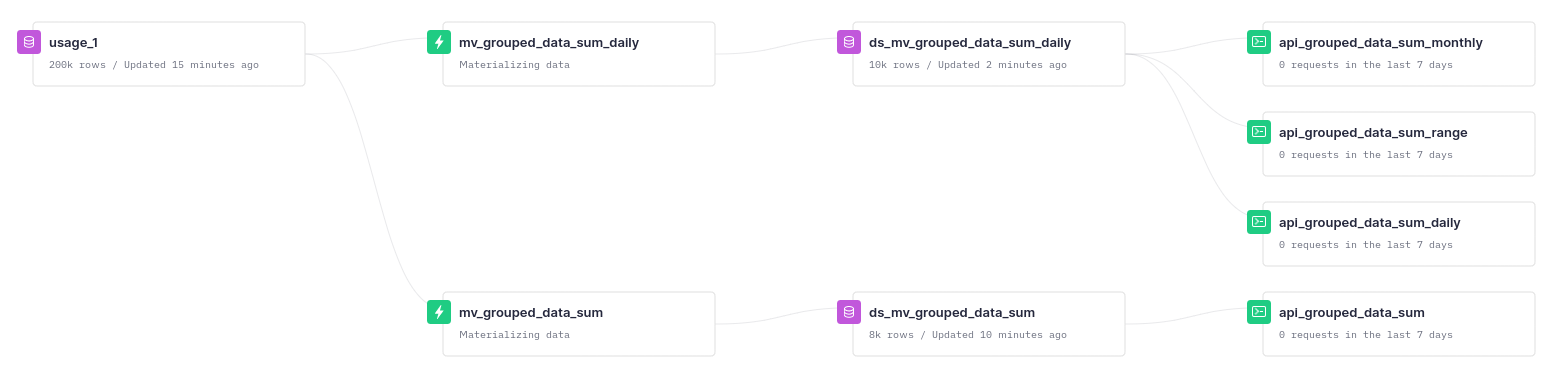 usage_1
200k rows / Updated 15 minutes ago
mv_grouped_data_sum_daily
Materializing data
ds_mv_grouped_data_sum_daily
10k rows / Updated 2 minutes ago
api_grouped_data_sum_monthly
0 requests in the last 7 days
api_grouped_data_sum_range
0 requests in the last 7 days
api_grouped_data_sum_daily
0 requests in the last 7 days
mv_grouped_data_sum
Materializing data
ds_mv_grouped_data_sum
8k rows / Updated 10 minutes ago
api_grouped_data_sum
0 requests in the last 7 days